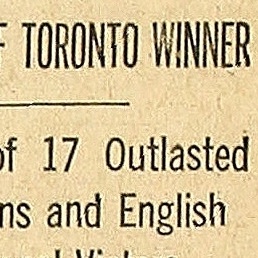 F TORONTO WINNER
of 17 Outlasted
ns and English